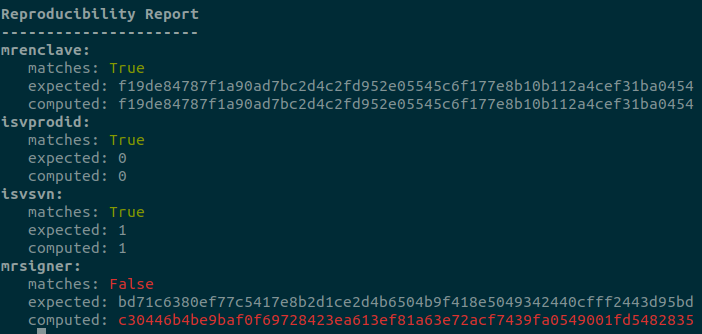 Reproducibility Report
----------------------
mrenclave:
matches: True
expected: f19de84787f1a90ad7bc2d4c2fd952e05545c6f177e8b10b112a4cef31ba0454
computed: f19de84787f1a90ad7bc2d4c2fd952e05545c6f177e8b10b112a4cef31ba0454
isvprodid:
matches: True
expected: 0
computed: 0
isvsvn:
matches: True
expected: 1
computed: 1
mrsigner:
matches: False
expected: bd71c6380ef77c5417e8b2d1ce2d4b6504b9f418e5049342440cfff2443d95bd
computed: c30446b4be9baf0f69728423ea613ef81a63e72acf7439fa0549001fd5482835